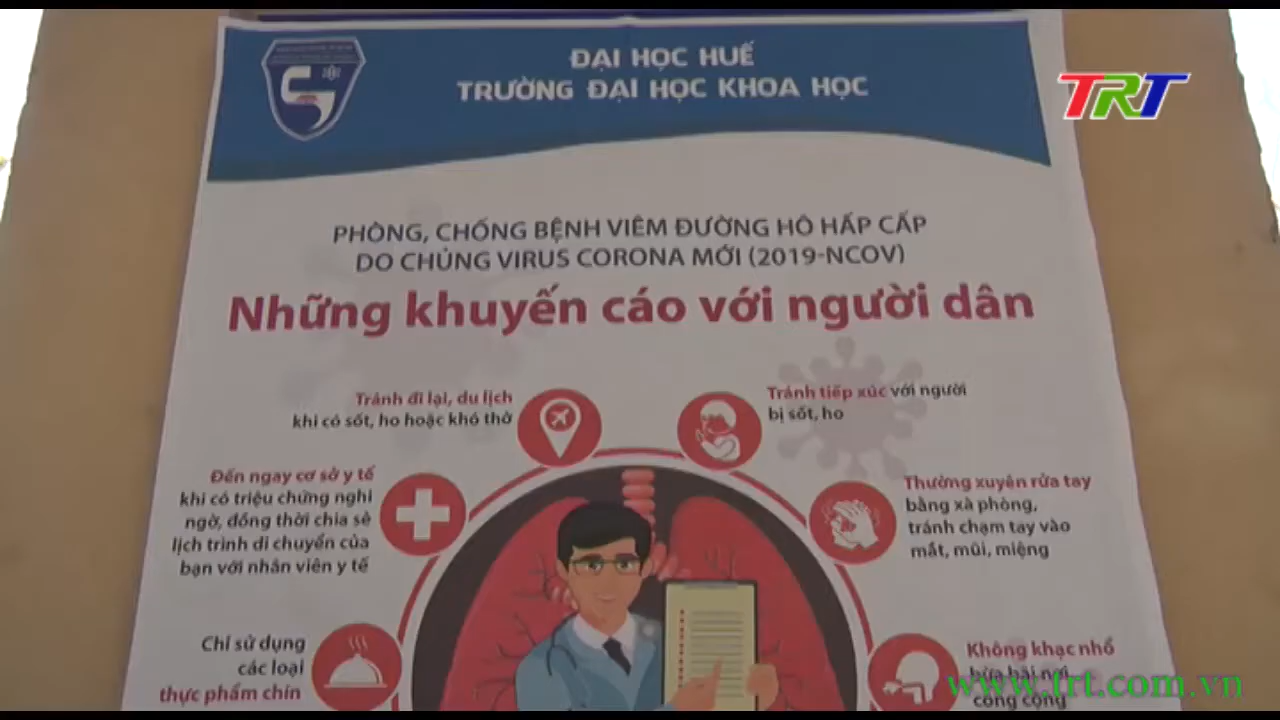 ĐẠI HỌC HUẾ
TRƯỜNG ĐẠI HỌC KHOA HỌC
TRT
PHÒNG, CHỐNG BỆNH VIÊM ĐƯỜNG HÔ HẤP CẤP
DO CHỦNG VIRUS CORONA MỚI (2019-NCOV)
Những khuyến cáo với người dân
Tránh đi lại, du lịch
khi có sốt, ho hoặc khó thở
Tránh tiếp xúc với người
bị sốt, ho
Đến ngay cơ sở y tế
khi có triệu chứng nghi
ngờ, đồng thời chia sẻ
lịch trình di chuyển của
bạn với nhân viên y tế
Thường xuyên rửa tay
bằng xà phòng,
tránh chạm tay vào
mắt, mũi, miệng
Chỉ sử dụng
các loại
thực phẩm chín
Không khạc nhổ
bừa bãi nơi
công cộng
www.trt.com.vn